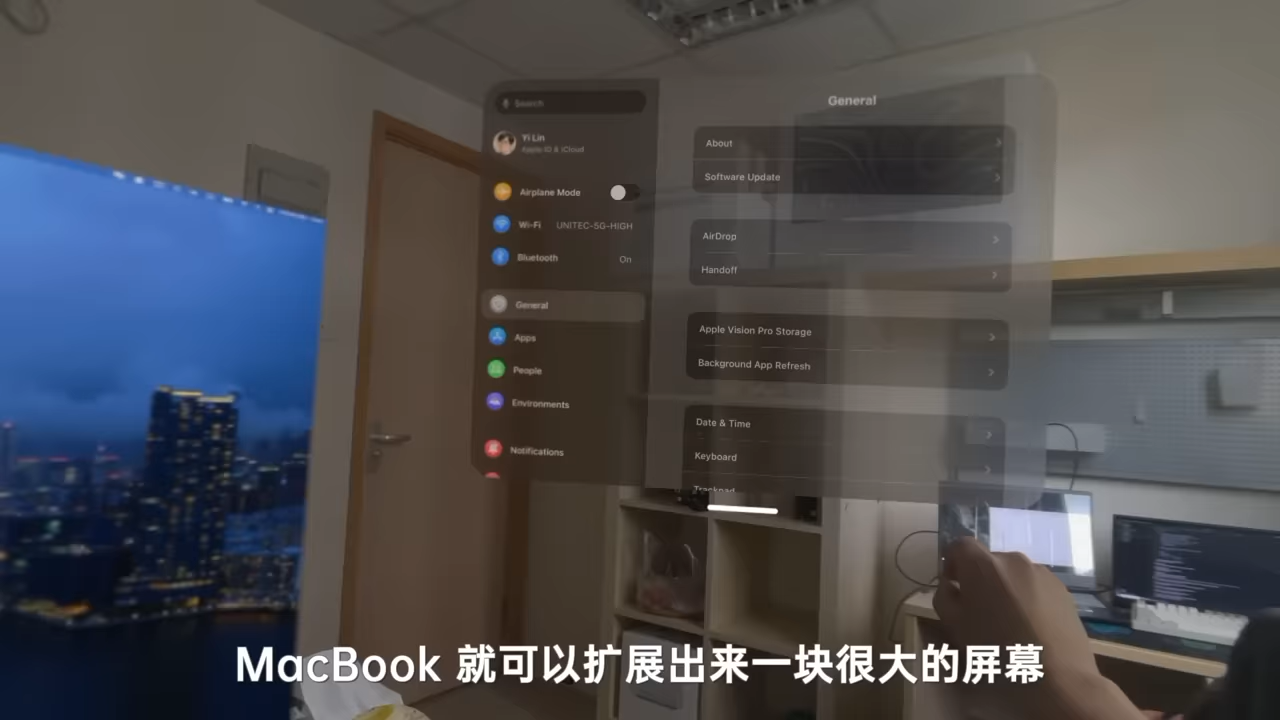 Search
General
Yi Lin
Apple ID & iCloud
About
Software Update
Airplane Mode
Wi-Fi UNITEC-5G-HIGH
AirDrop
Bluetooth On
Handoff
General
Apps
Apple Vision Pro Storage
People
Background App Refresh
Environments
Date & Time
Notifications
Keyboard
Trackpad
MacBook 就可以扩展出来一块很大的屏幕